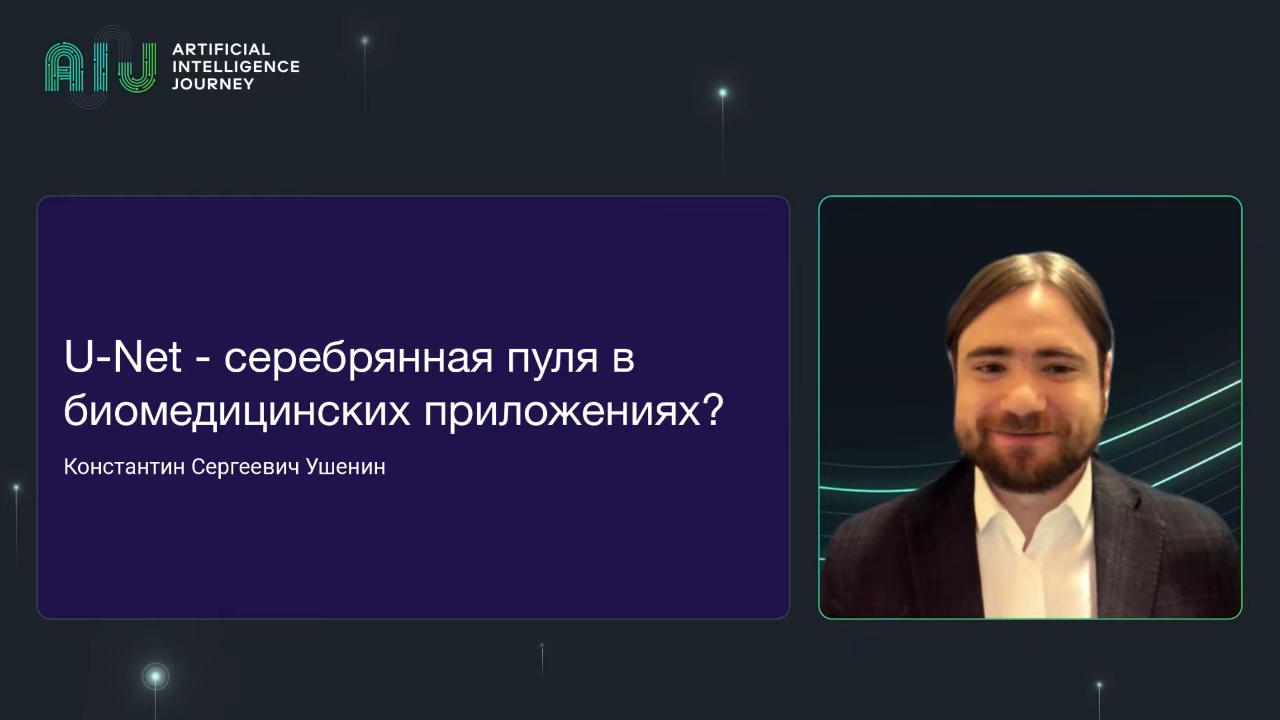 AIJ
ARTIFICIAL
INTELLIGENCE
JOURNEY
U-Net - серебрянная пуля в
биомедицинских приложениях?
Константин Сергеевич Ушенин